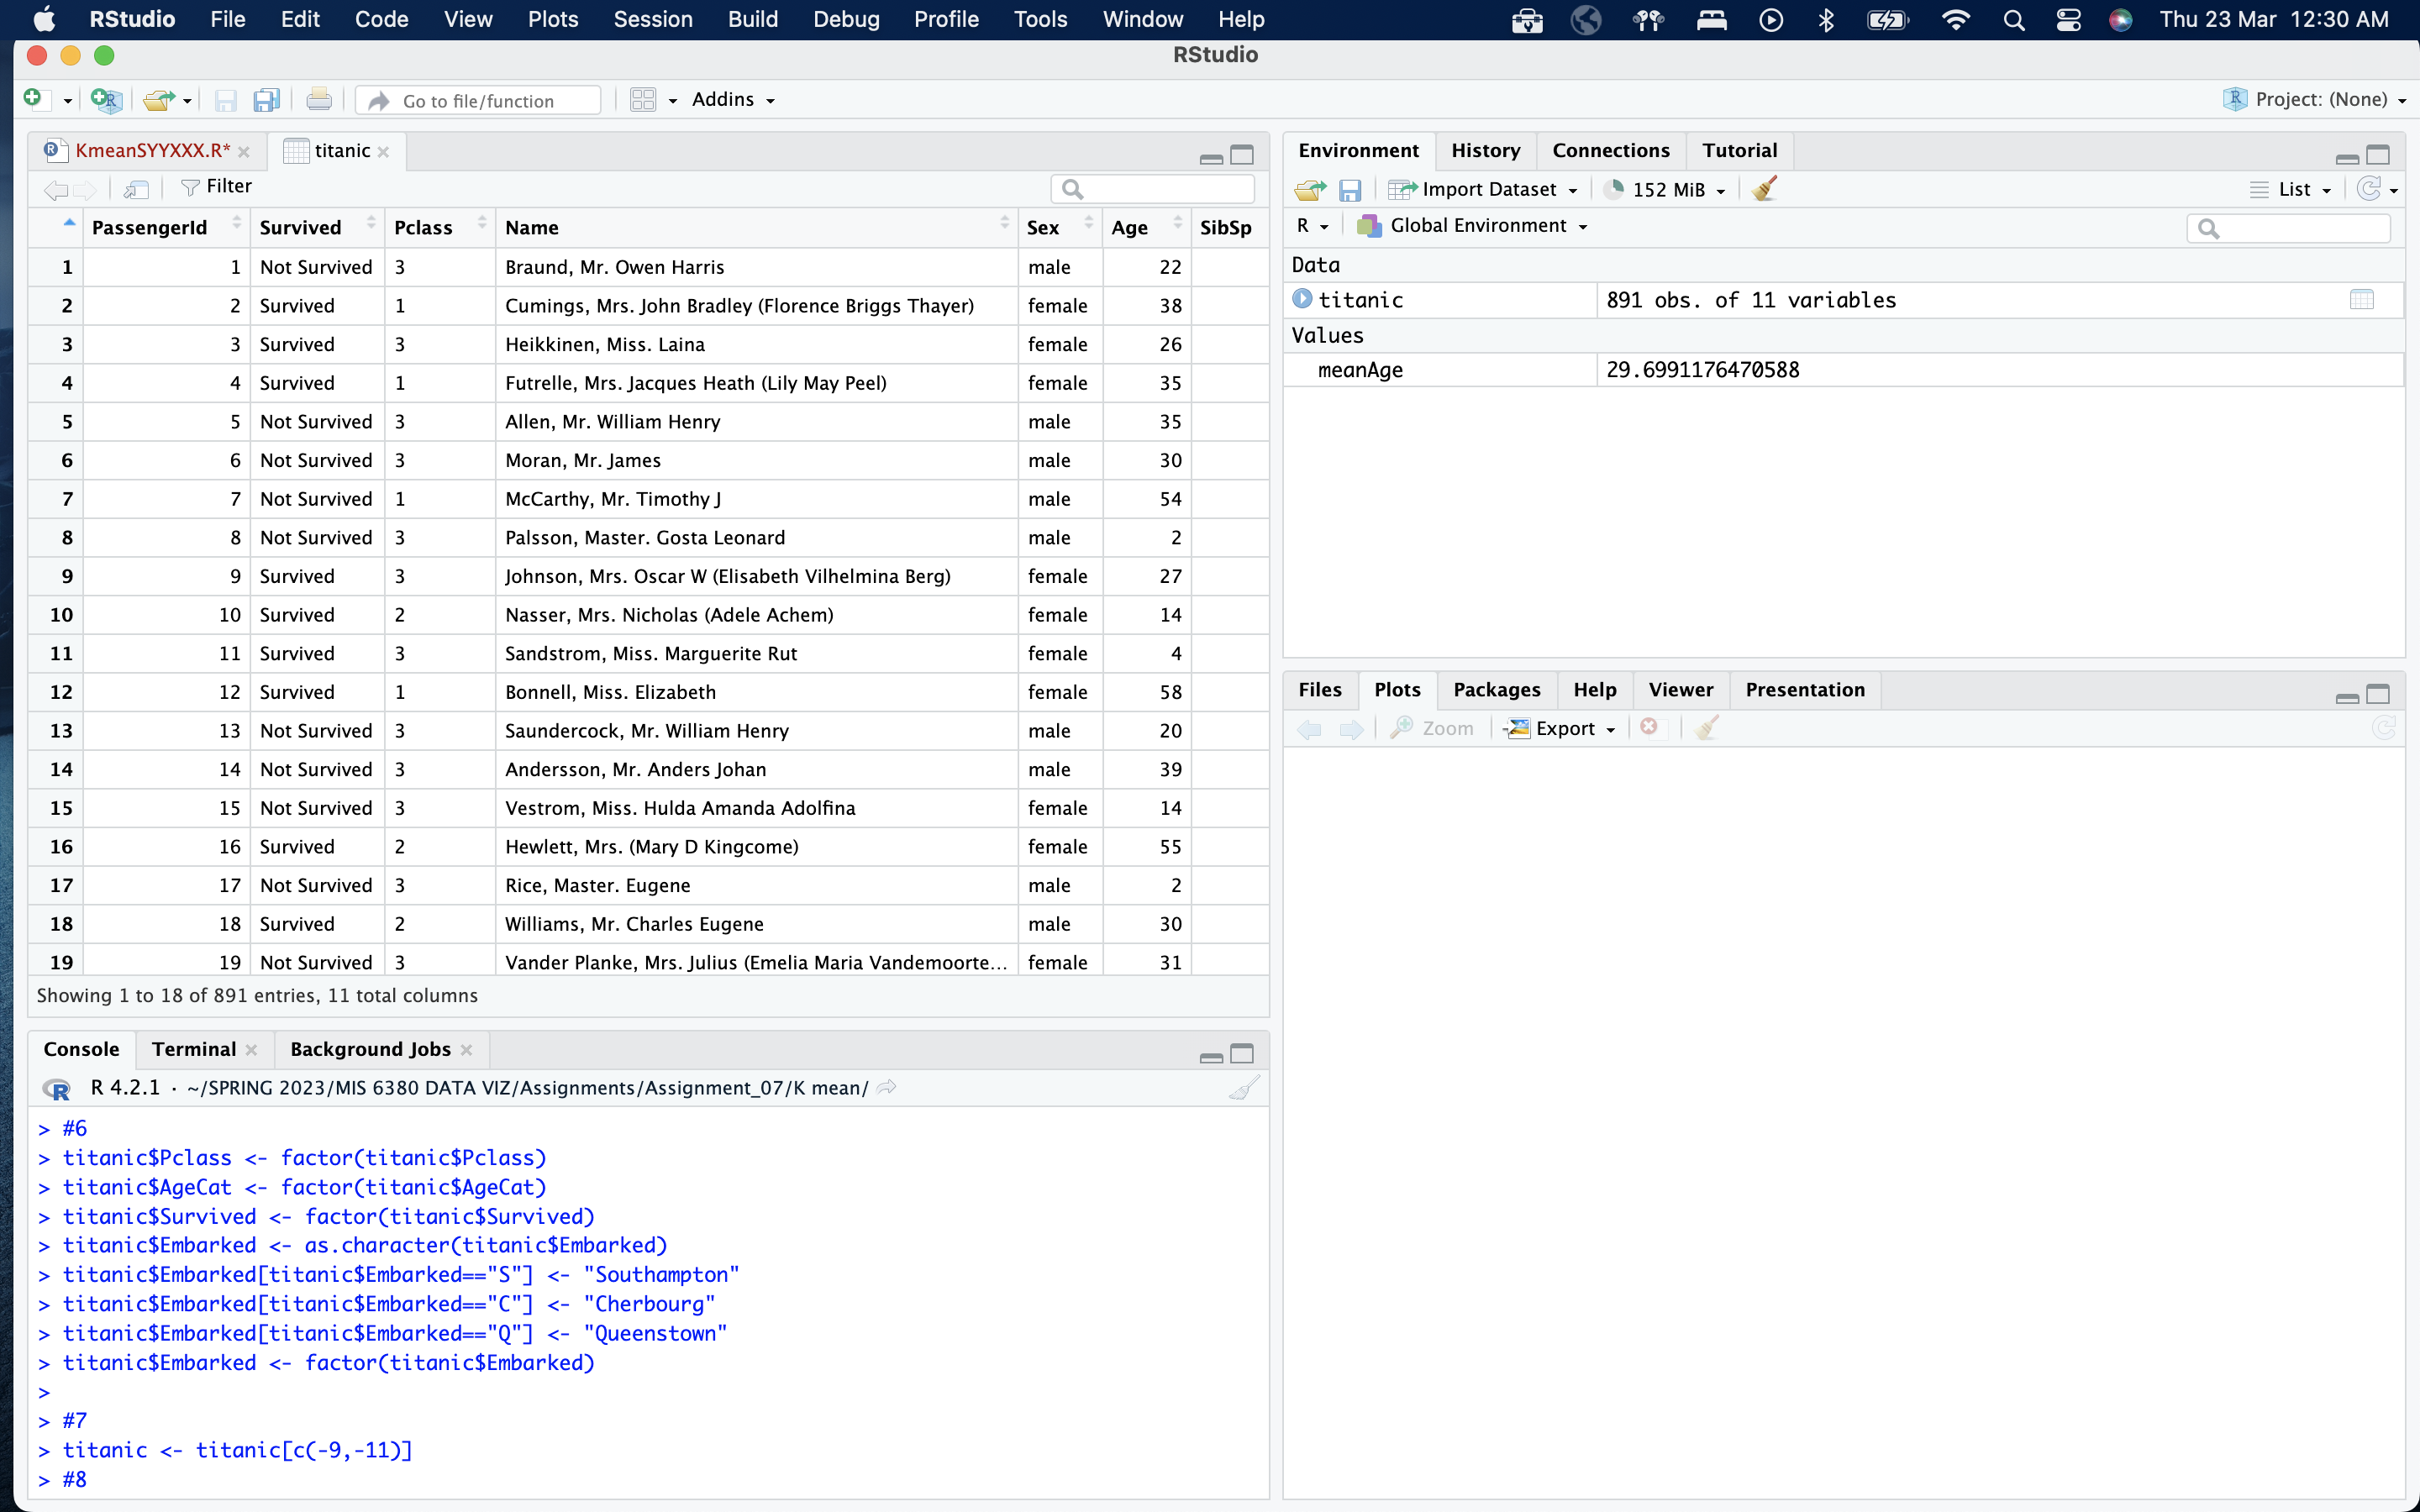 RStudio File Edit Code View Plots Session Build Debug Profile Tools Window Help Thu 23 Mar 12:30 AM
RStudio
Go to file/function Addins Project: (None)
KmeanSYYXXX.R* titanic
Filter
PassengerId Survived Pclass Name Sex Age SibSp
1 1 Not Survived 3 Braund, Mr. Owen Harris male 22
2 2 Survived 1 Cumings, Mrs. John Bradley (Florence Briggs Thayer) female 38
3 3 Survived 3 Heikkinen, Miss. Laina female 26
4 4 Survived 1 Futrelle, Mrs. Jacques Heath (Lily May Peel) female 35
5 5 Not Survived 3 Allen, Mr. William Henry male 35
6 6 Not Survived 3 Moran, Mr. James male 30
7 7 Not Survived 1 McCarthy, Mr. Timothy J male 54
8 8 Not Survived 3 Palsson, Master. Gosta Leonard male 2
9 9 Survived 3 Johnson, Mrs. Oscar W (Elisabeth Vilhelmina Berg) female 27
10 10 Survived 2 Nasser, Mrs. Nicholas (Adele Achem) female 14
11 11 Survived 3 Sandstrom, Miss. Marguerite Rut female 4
12 12 Survived 1 Bonnell, Miss. Elizabeth female 58
13 13 Not Survived 3 Saundercock, Mr. William Henry male 20
14 14 Not Survived 3 Andersson, Mr. Anders Johan male 39
15 15 Not Survived 3 Vestrom, Miss. Hulda Amanda Adolfina female 14
16 16 Survived 2 Hewlett, Mrs. (Mary D Kingcome) female 55
17 17 Not Survived 3 Rice, Master. Eugene male 2
18 18 Survived 2 Williams, Mr. Charles Eugene male 30
19 19 Not Survived 3 Vander Planke, Mrs. Julius (Emelia Maria Vandemoorte... female 31
Showing 1 to 18 of 891 entries, 11 total columns
Console Terminal Background Jobs
R 4.2.1 · ~/SPRING 2023/MIS 6380 DATA VIZ/Assignments/Assignment_07/K mean/
> #6
> titanic$Pclass <- factor(titanic$Pclass)
> titanic$AgeCat <- factor(titanic$AgeCat)
> titanic$Survived <- factor(titanic$Survived)
> titanic$Embarked <- as.character(titanic$Embarked)
> titanic$Embarked[titanic$Embarked=="S"] <- "Southampton"
> titanic$Embarked[titanic$Embarked=="C"] <- "Cherbourg"
> titanic$Embarked[titanic$Embarked=="Q"] <- "Queenstown"
> titanic$Embarked <- factor(titanic$Embarked)
>
> #7
> titanic <- titanic[c(-9,-11)]
> #8
Environment History Connections Tutorial
Import Dataset 152 MiB List
R Global Environment
Data
titanic 891 obs. of 11 variables
Values
meanAge 29.6991176470588
Files Plots Packages Help Viewer Presentation
Zoom Export